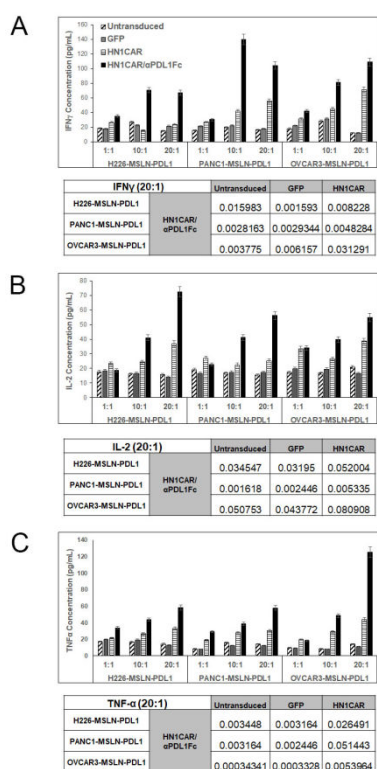 A
Untransduced
GFP
HN1CAR
HN1CAR/αPDL1Fc
IFNγ Concentration (pg/mL)
160
140
120
100
80
60
40
20
0
1:1 10:1 20:1 1:1 10:1 20:1 1:1 10:1 20:1
H226-MSLN-PDL1 PANC1-MSLN-PDL1 OVCAR3-MSLN-PDL1
IFNγ (20:1) Untransduced GFP HN1CAR
H226-MSLN-PDL1 HN1CAR/αPDL1Fc 0.015983 0.001593 0.008228
PANC1-MSLN-PDL1 0.0028163 0.0029344 0.0048284
OVCAR3-MSLN-PDL1 0.003775 0.006157 0.031291
B
IL-2 Concentration (pg/mL)
80
70
60
50
40
30
20
10
0
1:1 10:1 20:1 1:1 10:1 20:1 1:1 10:1 20:1
H226-MSLN-PDL1 PANC1-MSLN-PDL1 OVCAR3-MSLN-PDL1
IL-2 (20:1) Untransduced GFP HN1CAR
H226-MSLN-PDL1 HN1CAR/αPDL1Fc 0.034547 0.03195 0.052004
PANC1-MSLN-PDL1 0.001618 0.002446 0.005335
OVCAR3-MSLN-PDL1 0.050753 0.043772 0.080908
C
TNFα Concentration (pg/mL)
140
120
100
80
60
40
20
0
1:1 10:1 20:1 1:1 10:1 20:1 1:1 10:1 20:1
H226-MSLN-PDL1 PANC1-MSLN-PDL1 OVCAR3-MSLN-PDL1
TNF-α (20:1) Untransduced GFP HN1CAR
H226-MSLN-PDL1 HN1CAR/αPDL1Fc 0.003448 0.003164 0.026491
PANC1-MSLN-PDL1 0.003164 0.002446 0.051443
OVCAR3-MSLN-PDL1 0.00034341 0.0003328 0.0053964